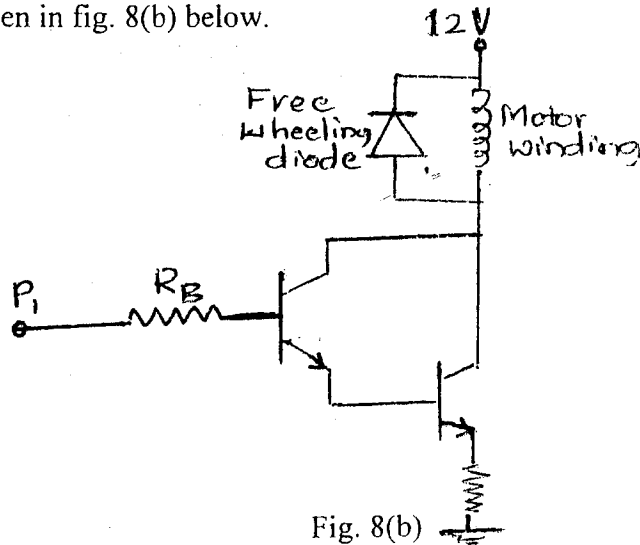 en in fig. 8(b) below.
12V
Free
wheeling
diode
Motor
winding
P1
RB
Fig. 8(b)